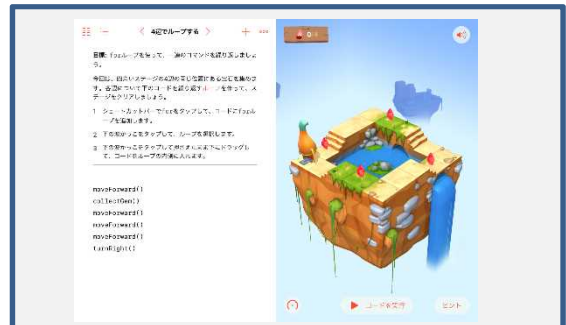 4辺でループする
0/4
目標: forループを使って、一連のコマンドを繰り返しましょう。
今回は、四角いステージの4辺の同じ位置にある宝石を集めます。各辺について下のコードを繰り返すループを使って、ステージをクリアしましょう。
1 ショートカットバーでforをタップして、コードにforループを追加します。
2 下の波かっこをタップして、ループを選択します。
3 下の波かっこをタップして
て、コードをループの内側に入れます。
moveForward()
collectGem()
moveForward()
moveForward()
moveForward()
turnRight()
コードを実行
ヒント